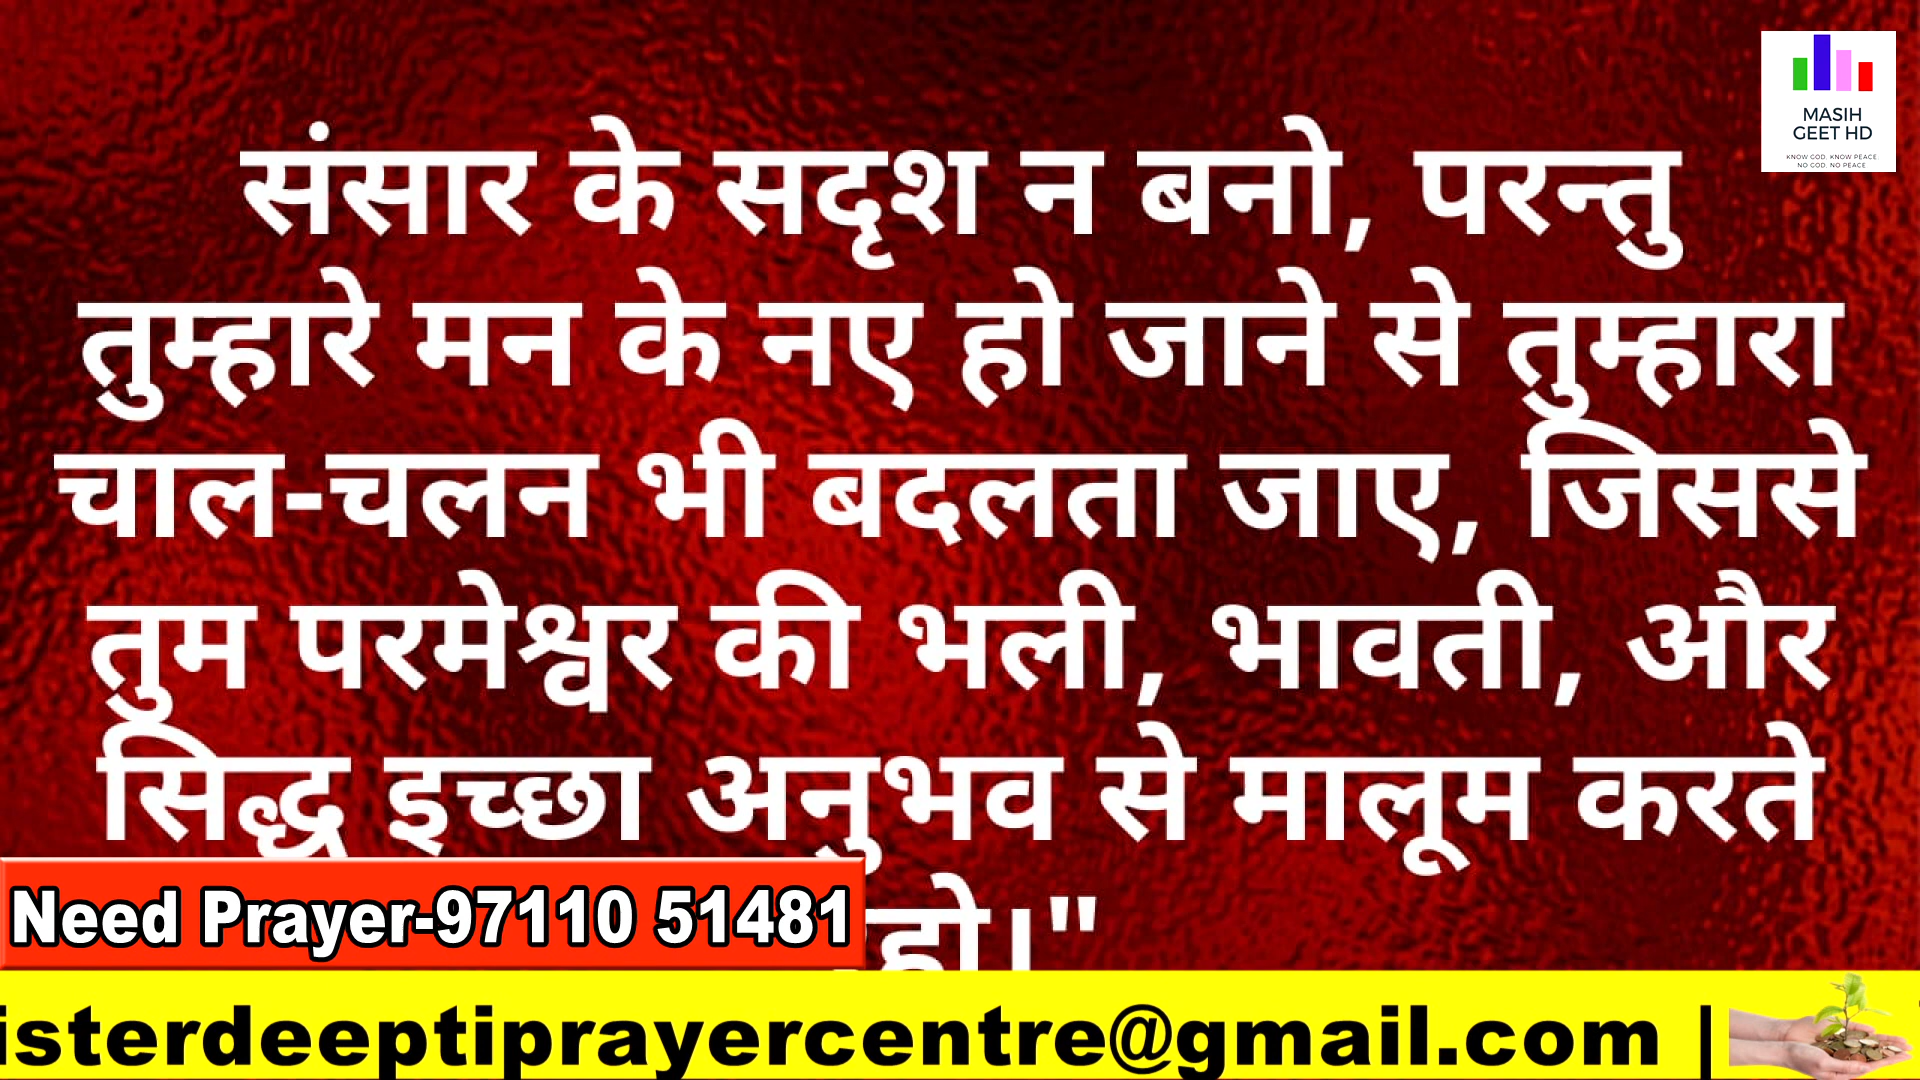 MASIH
GEET HD
KNOW GOD. KNOW PEACE
NO GOD. NO PEACE
संसार के सदृश न बनो, परन्तु
तुम्हारे मन के नए हो जाने से तुम्हारा
चाल-चलन भी बदलता जाए, जिससे
तुम परमेश्वर की भली, भावती, और
सिद्ध इच्छा अनुभव से मालूम करते
हो।"
Need Prayer-97110 51481
isterdeeptiprayercentre@gmail.com |